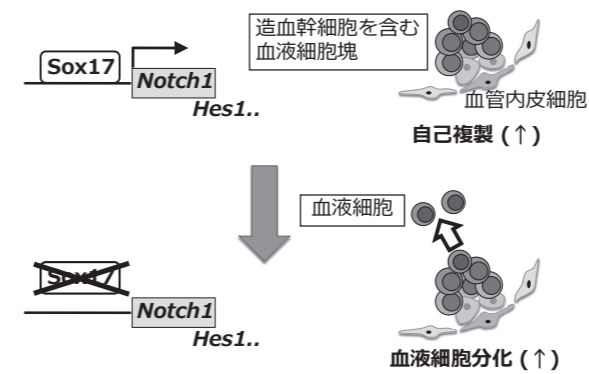 造血幹細胞を含む
血液細胞塊
Sox17
Notch1
Hes1..
血管内皮細胞
自己複製 (↑)
血液細胞
Sox17
Notch1
Hes1..
血液細胞分化 (↑)